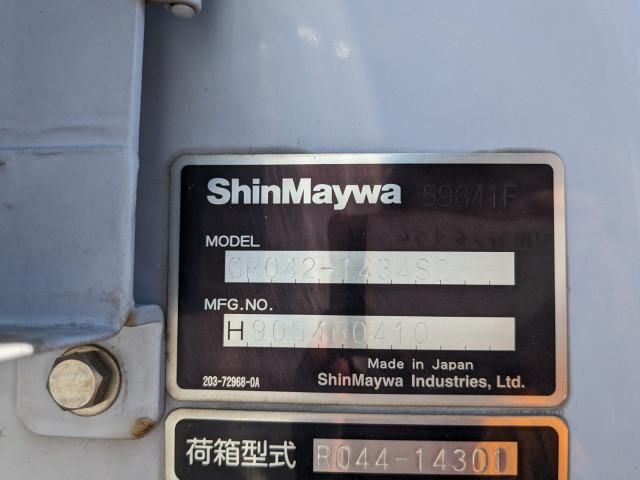 ShinMaywa 59841F
MODEL
GR042-1434S2
MFG.NO.
H906460410
Made in Japan
203-72968-0A ShinMaywa Industries, Ltd.
荷箱型式 R044-14301